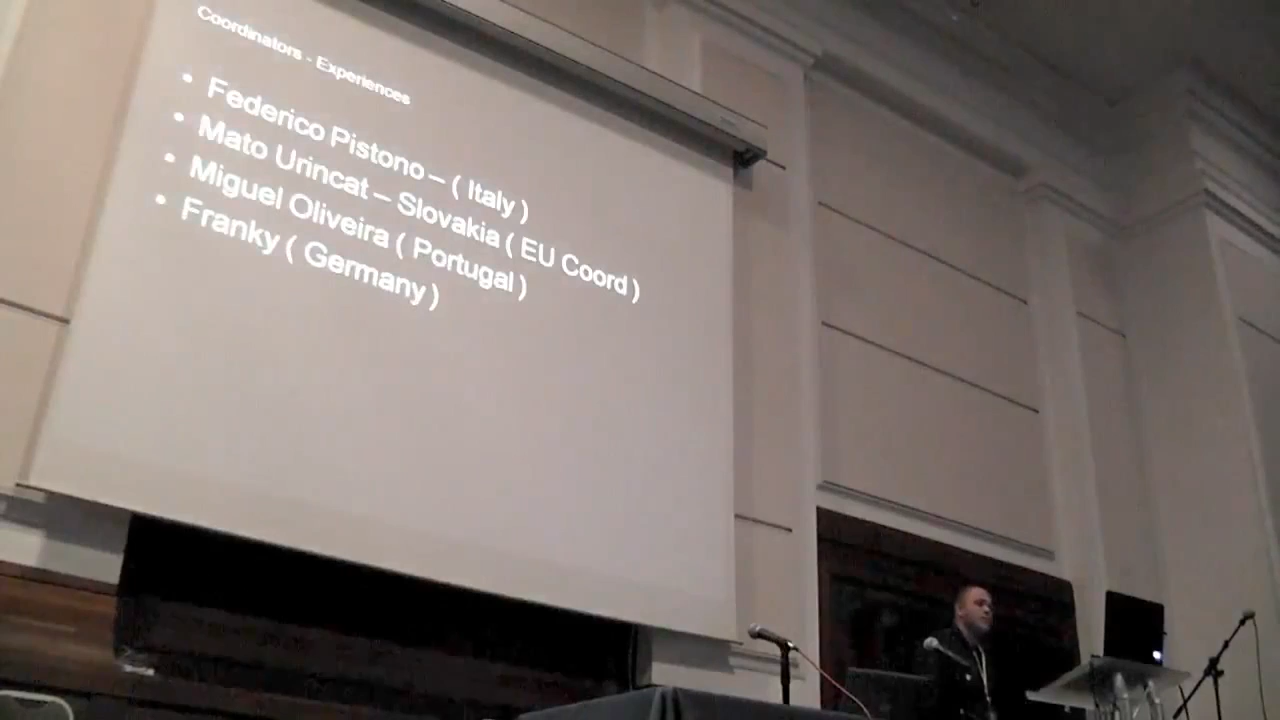 Coordinators - Experiences
• Federico Pistono – ( Italy )
• Mato Urincat – Slovakia ( EU Coord )
• Miguel Oliveira ( Portugal )
• Franky ( Germany )